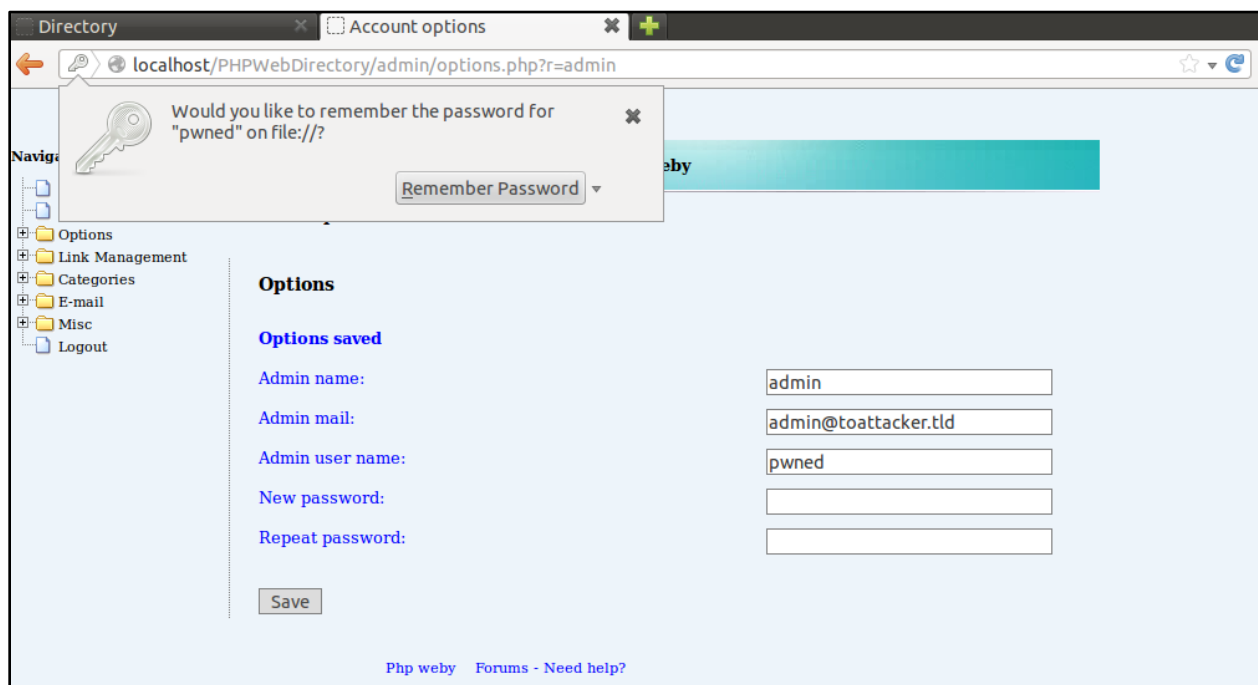 Directory
Account options
localhost/PHPWebDirectory/admin/options.php?r=admin
Would you like to remember the password for
"pwned" on file://?
Remember Password
eby
Naviga
Options
Link Management
Categories
E-mail
Misc
Logout
Options
Options saved
Admin name:
admin
Admin mail:
admin@toattacker.tld
Admin user name:
pwned
New password:
Repeat password:
Save
Php weby Forums - Need help?